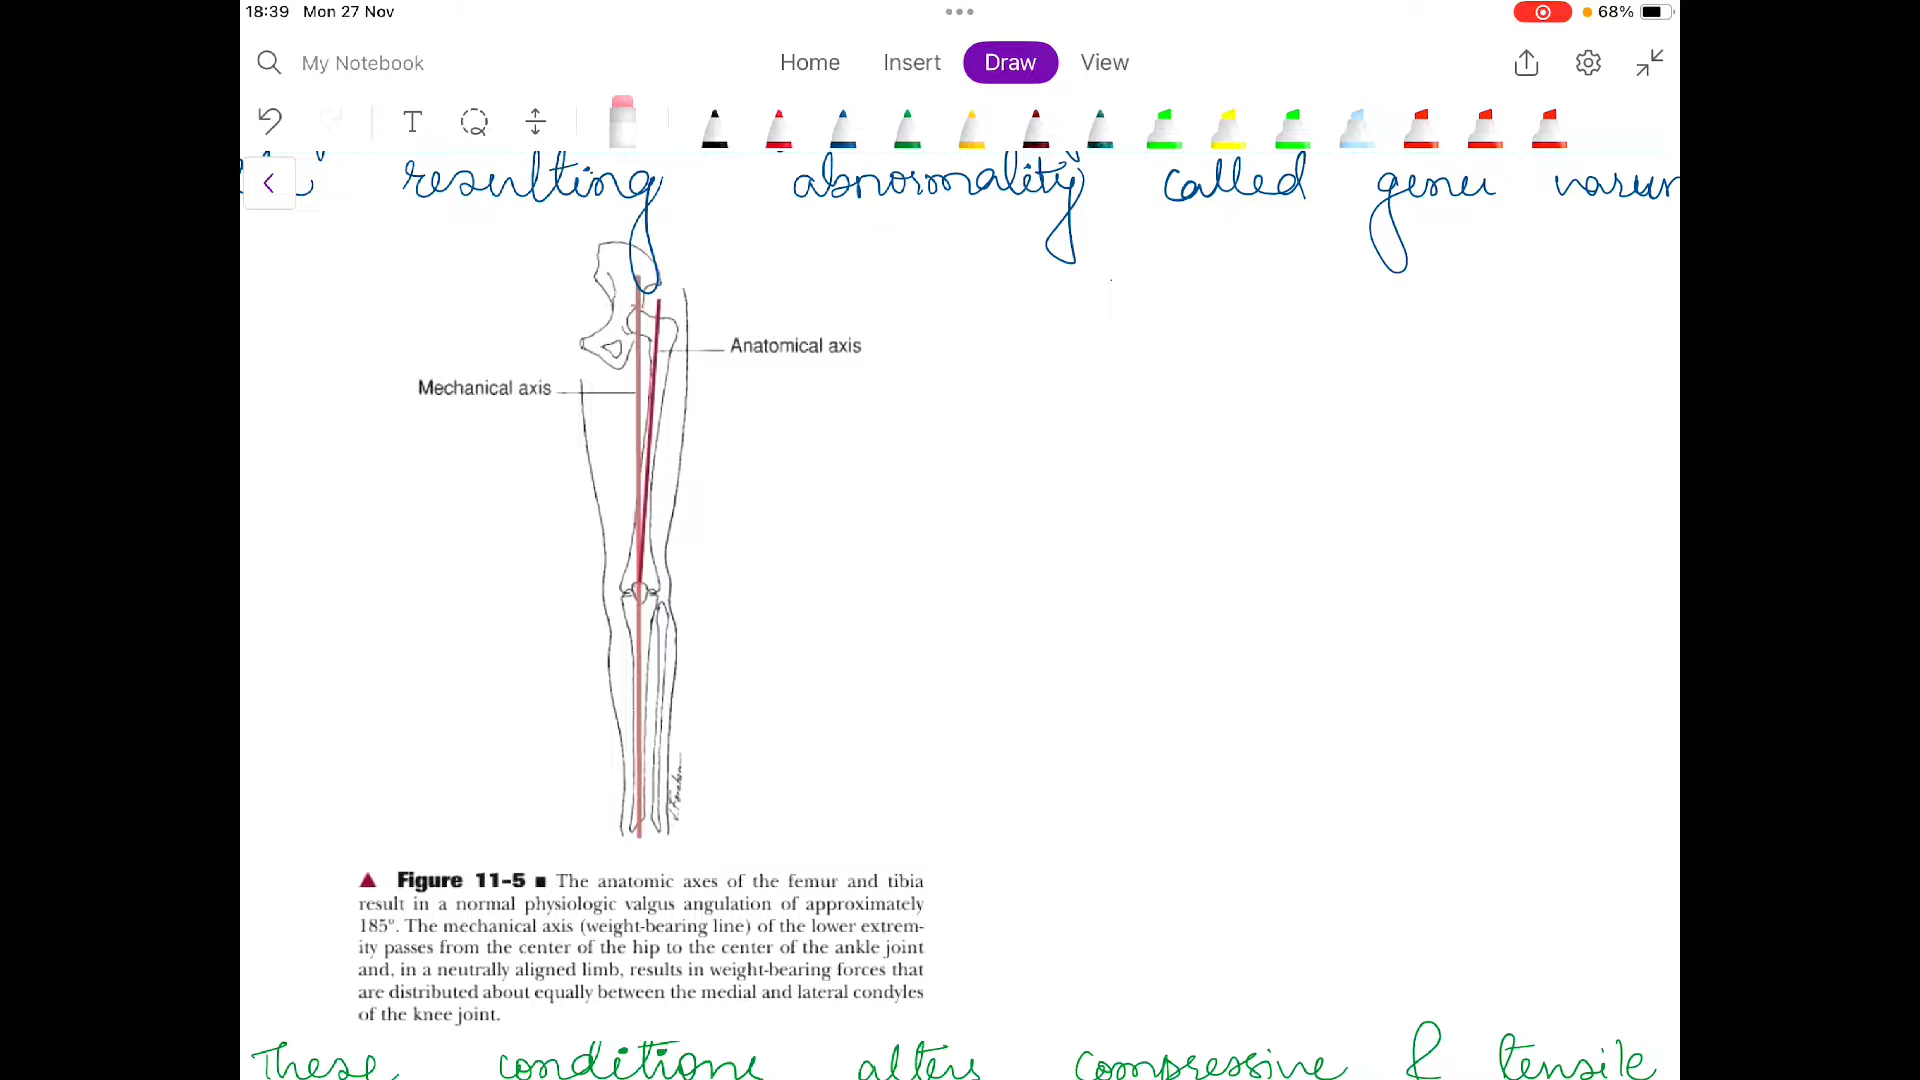 18:39 Mon 27 Nov
68%
My Notebook
Home Insert Draw View
T
resulting abnormality called genu varum
Anatomical axis
Mechanical axis
▲ Figure 11-5 ■ The anatomic axes of the femur and tibia
result in a normal physiologic valgus angulation of approximately
185°. The mechanical axis (weight-bearing line) of the lower extrem-
ity passes from the center of the hip to the center of the ankle joint
and, in a neutrally aligned limb, results in weight-bearing forces that
are distributed about equally between the medial and lateral condyles
of the knee joint.
These conditions alters compressive & tensile